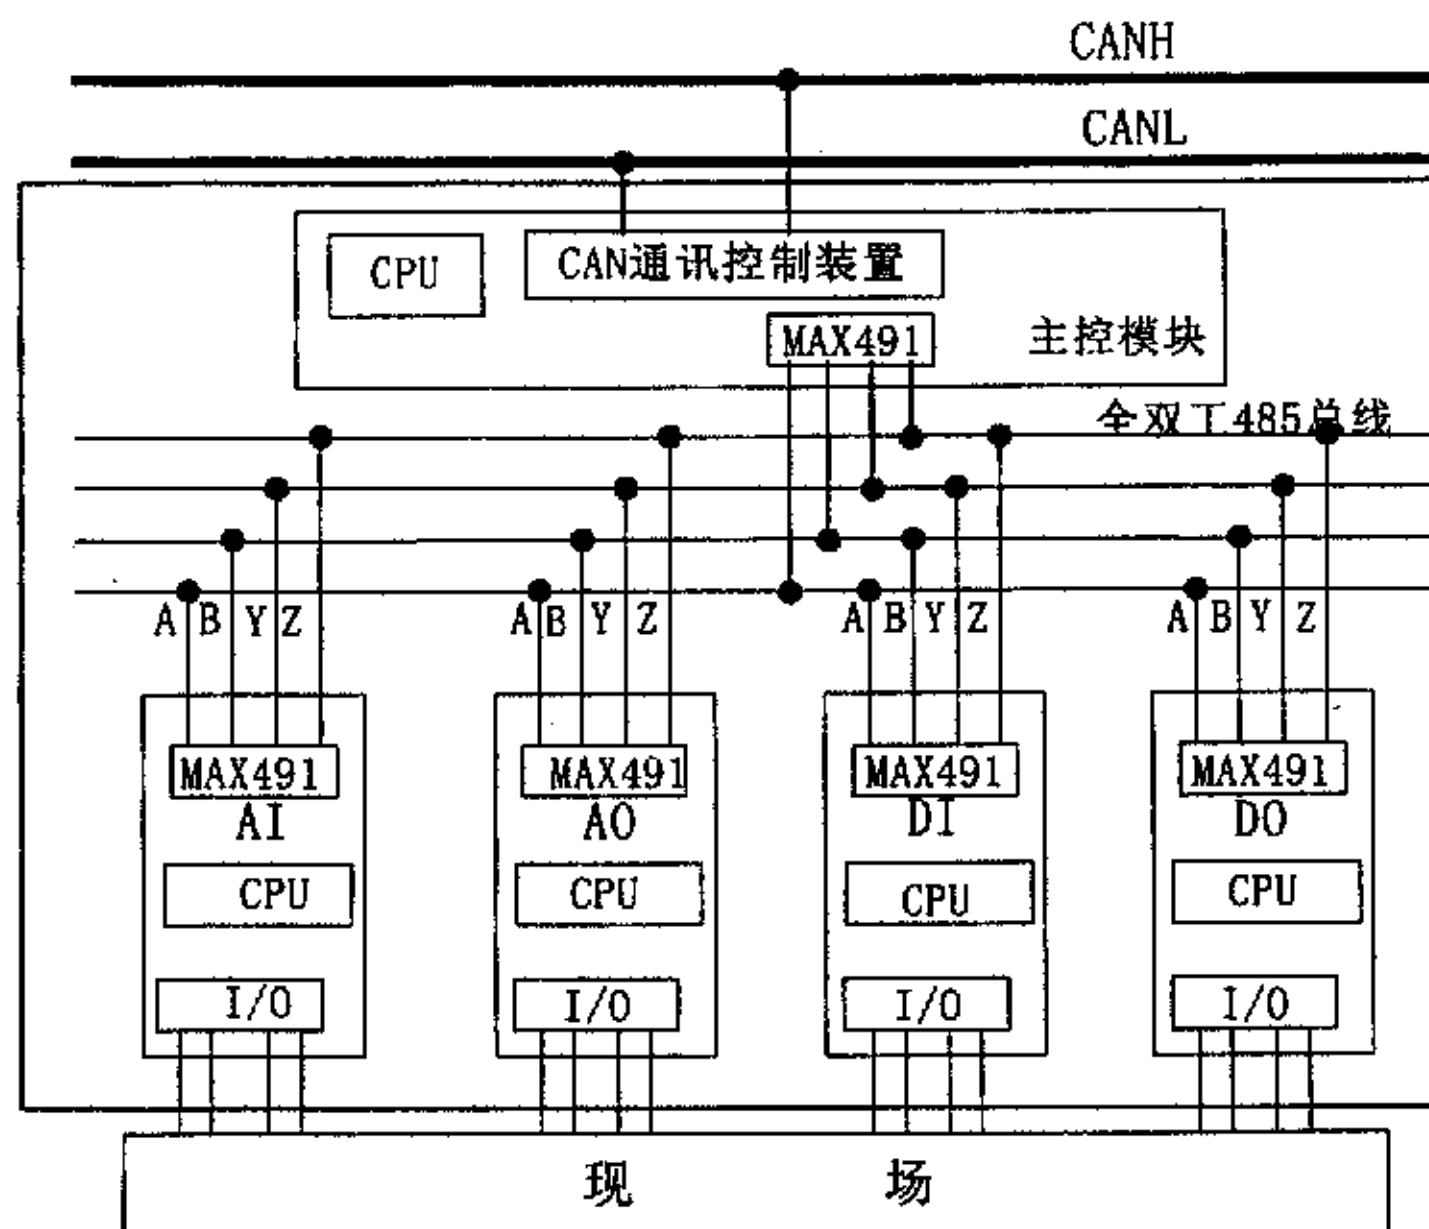 CANH
CANL
CPU
CAN通讯控制装置
MAX491
主控模块
全双工485总线
A B Y Z
A B Y Z
A B Y Z
A B Y Z
MAX491
MAX491
MAX491
MAX491
AI
AO
DI
DO
CPU
CPU
CPU
CPU
I/O
I/O
I/O
I/O
现 场